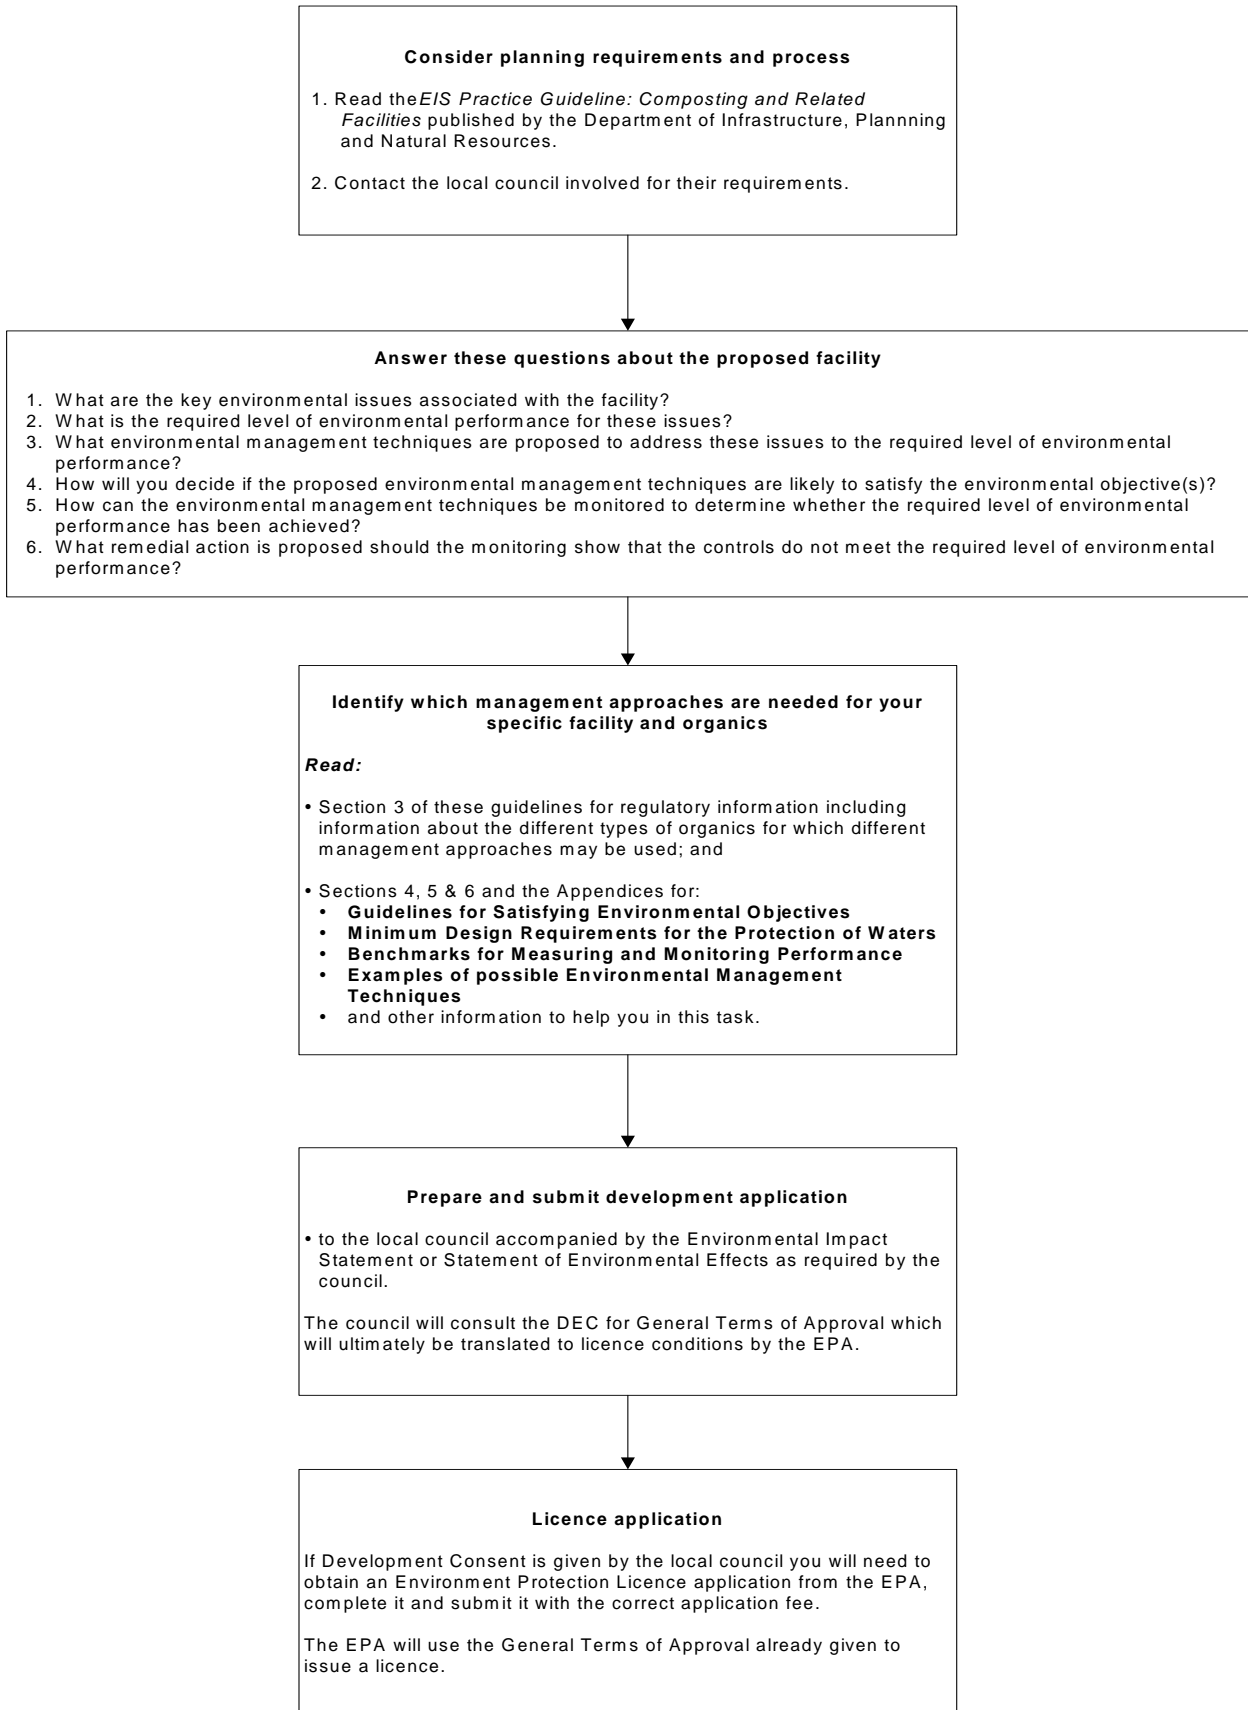 Consider planning requirements and process
1. Read the EIS Practice Guideline: Composting and Related
Facilities published by the Department of Infrastructure, Plannning
and Natural Resources.
2. Contact the local council involved for their requirements.
Answer these questions about the proposed facility
1. What are the key environmental issues associated with the facility?
2. What is the required level of environmental performance for these issues?
3. What environmental management techniques are proposed to address these issues to the required level of environmental
performance?
4. How will you decide if the proposed environmental management techniques are likely to satisfy the environmental objective(s)?
5. How can the environmental management techniques be monitored to determine whether the required level of environmental
performance has been achieved?
6. What remedial action is proposed should the monitoring show that the controls do not meet the required level of environmental
performance?
Identify which management approaches are needed for your
specific facility and organics
Read:
• Section 3 of these guidelines for regulatory information including
information about the different types of organics for which different
management approaches may be used; and
• Sections 4, 5 & 6 and the Appendices for:
• Guidelines for Satisfying Environmental Objectives
• Minimum Design Requirements for the Protection of Waters
• Benchmarks for Measuring and Monitoring Performance
• Examples of possible Environmental Management
Techniques
• and other information to help you in this task.
Prepare and submit development application
• to the local council accompanied by the Environmental Impact
Statement or Statement of Environmental Effects as required by the
council.
The council will consult the DEC for General Terms of Approval which
will ultimately be translated to licence conditions by the EPA.
Licence application
If Development Consent is given by the local council you will need to
obtain an Environment Protection Licence application from the EPA,
complete it and submit it with the correct application fee.
The EPA will use the General Terms of Approval already given to
issue a licence.